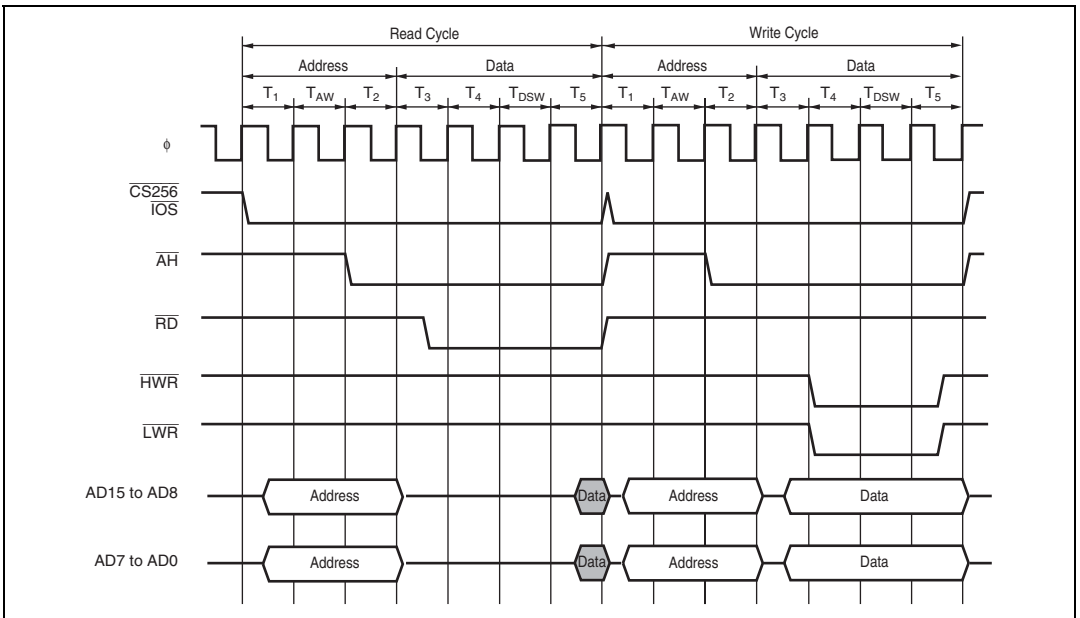 Read Cycle Write Cycle
Address Data Address Data
T1 TAW T2 T3 T4 TDSW T5 T1 TAW T2 T3 T4 TDSW T5
φ
CS256
IOS
AH
RD
HWR
LWR
AD15 to AD8 Address Data Address Data
AD7 to AD0 Address Data Address Data